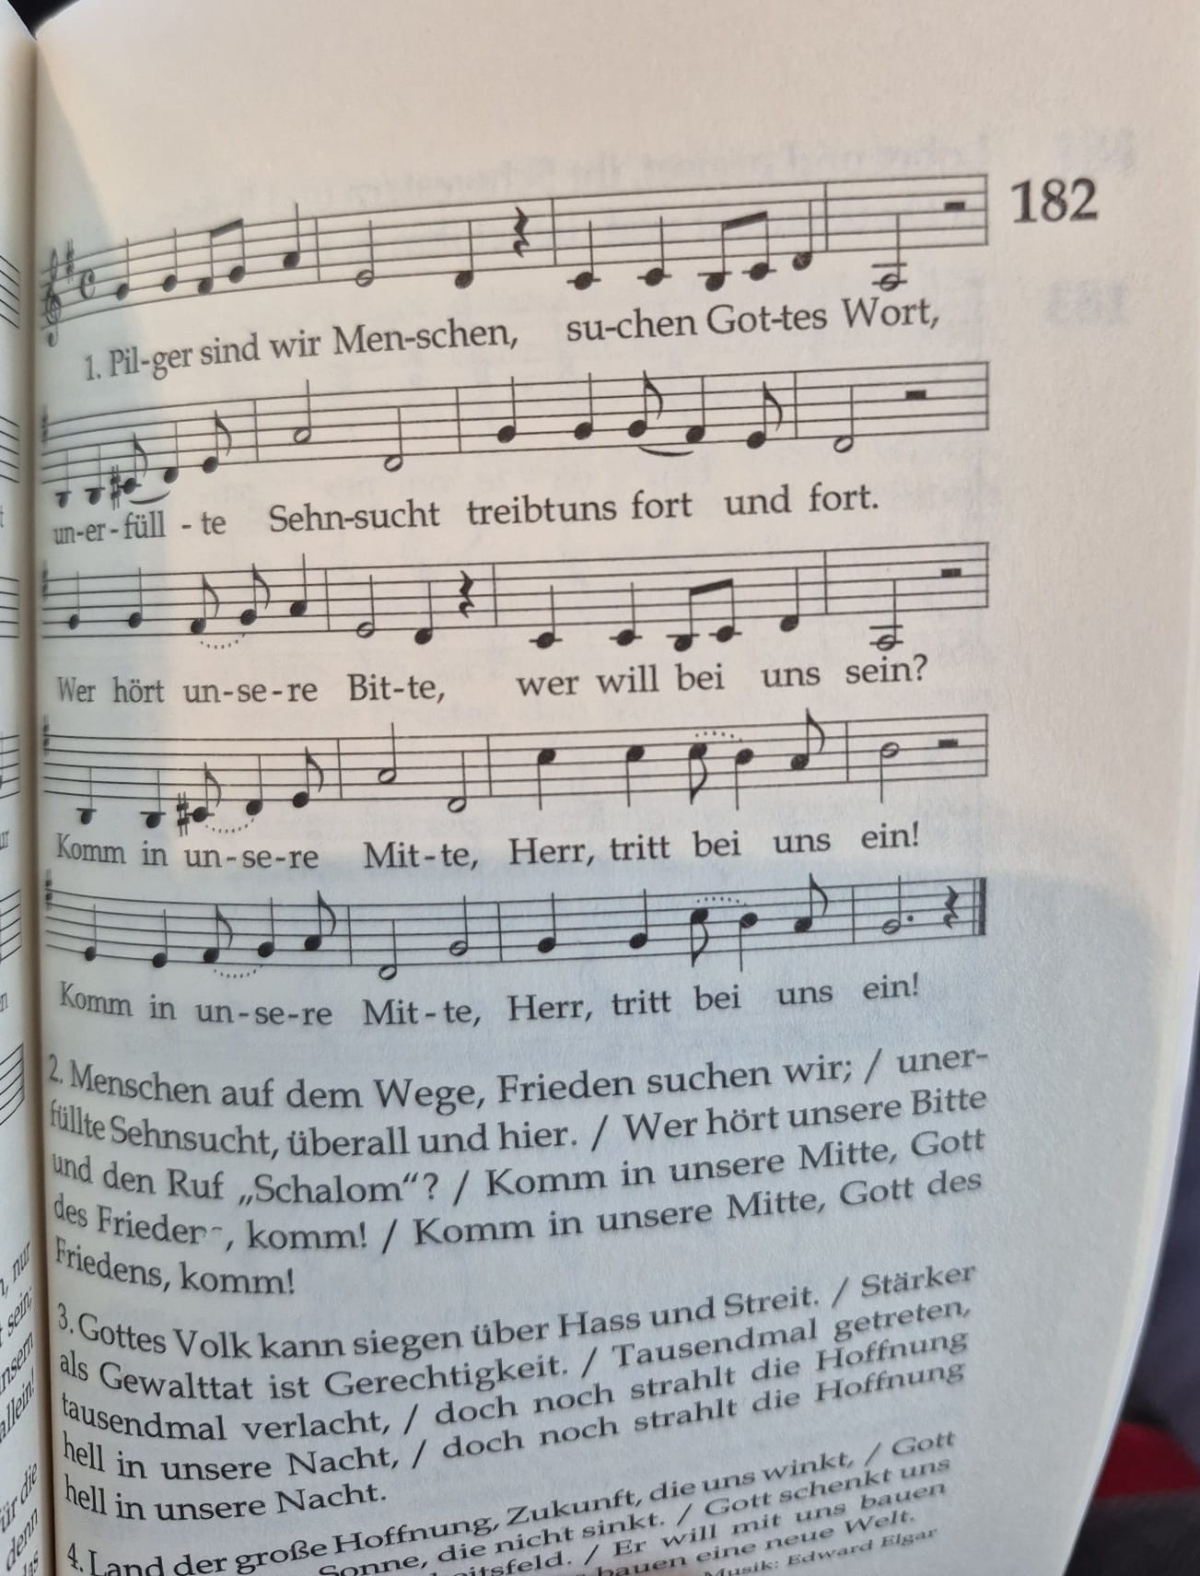 182
1. Pil-ger sind wir Men-schen, su-chen Got-tes Wort,
un-er-füll - te Sehn-sucht treibt uns fort und fort.
Wer hört un-se-re Bit-te, wer will bei uns sein?
Komm in un-se-re Mit-te, Herr, tritt bei uns ein!
Komm in un-se-re Mit-te, Herr, tritt bei uns ein!
2. Menschen auf dem Wege, Frieden suchen wir; / uner-
füllte Sehnsucht, überall und hier. / Wer hört unsere Bitte
und den Ruf „Schalom“? / Komm in unsere Mitte, Gott
des , komm! / Komm in unsere Mitte, Gott des
Friedens, komm!
3. Gottes Volk kann siegen über Hass und Streit. / Stärker
als Gewalttat ist Gerechtigkeit. / Tausendmal getreten,
tausendmal verlacht, / doch noch strahlt die Hoffnung
hell in unsere Nacht, / doch noch strahlt die Hoffnung
hell in unsere Nacht.
4. Land der große Hoffnung, Zukunft, die uns winkt, / Gott
Sonne, die nicht sinkt. / Gott schenkt uns
/ Er will mit uns bauen
bauen eine neue Welt.
Musik: Edward Elgar